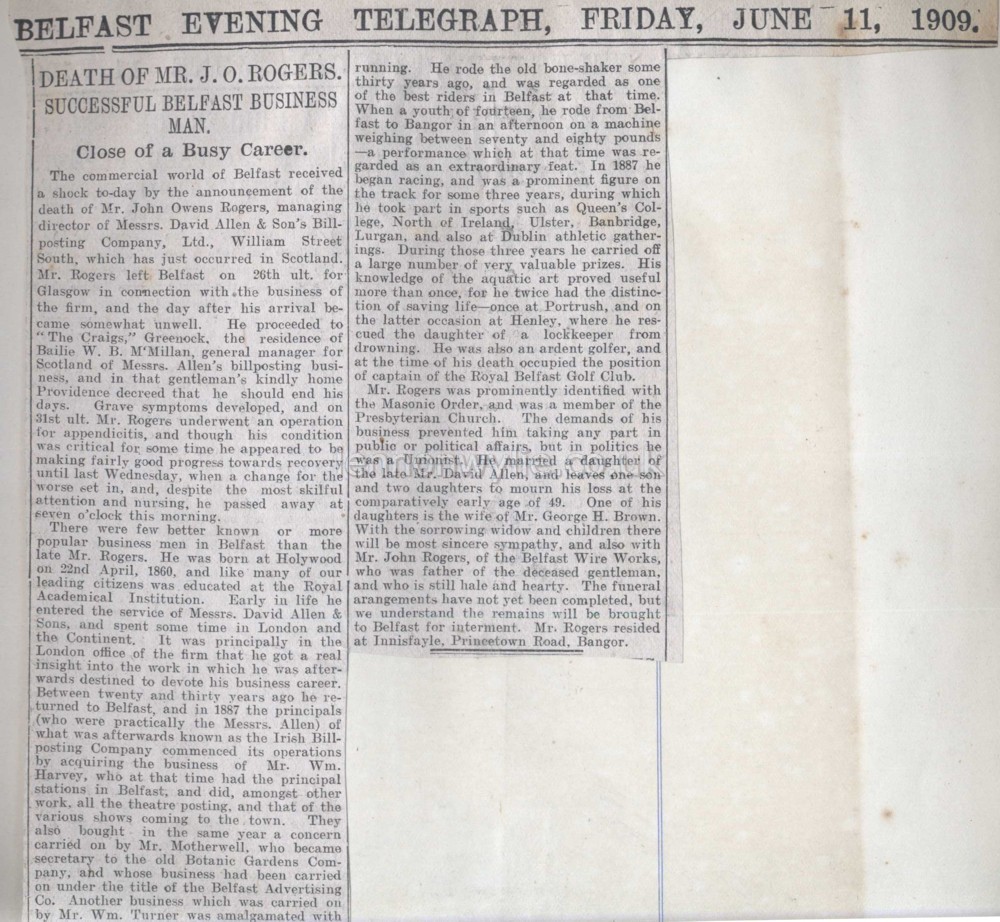 BELFAST EVENING TELEGRAPH, FRIDAY, JUNE 11, 1909.
DEATH OF MR. J. O. ROGERS.
SUCCESSFUL BELFAST BUSINESS
MAN.
Close of a Busy Career.
The commercial world of Belfast received
a shock to-day by the announcement of the
death of Mr. John Owens Rogers, managing
director of Messrs. David Allen & Son's Bill-
posting Company, Ltd., William Street
South, which has just occurred in Scotland.
Mr. Rogers left Belfast on 26th ult. for
Glasgow in connection with the business of
the firm, and the day after his arrival be-
came somewhat unwell. He proceeded to
"The Craigs," Greenock, the residence of
Bailie W. B. M'Millan, general manager for
Scotland of Messrs. Allen's billposting busi-
ness, and in that gentleman's kindly home
Providence decreed that he should end his
days. Grave symptoms developed, and on
31st ult. Mr. Rogers underwent an operation
for appendicitis, and though his condition
was critical for some time he appeared to be
making fairly good progress towards recovery
until last Wednesday, when a change for the
worse set in, and, despite the most skilful
attention and nursing, he passed away at
seven o'clock this morning.
There were few better known or more
popular business men in Belfast than the
late Mr. Rogers. He was born at Holywood
on 22nd April, 1860, and like many of our
leading citizens was educated at the Royal
Academical Institution. Early in life he
entered the service of Messrs. David Allen &
Sons, and spent some time in London and
the Continent. It was principally in the
London office of the firm that he got a real
insight into the work in which he was after-
wards destined to devote his business career.
Between twenty and thirty years ago he re-
turned to Belfast, and in 1887 the principals
(who were practically the Messrs. Allen) of
what was afterwards known as the Irish Bill-
posting Company commenced its operations
by acquiring the business of Mr. Wm.
Harvey, who at that time had the principal
stations in Belfast, and did, amongst other
work, all the theatre posting, and that of the
various shows coming to the town. They
also bought in the same year a concern
carried on by Mr. Motherwell, who became
secretary to the old Botanic Gardens Com-
pany, and whose business had been carried
on under the title of the Belfast Advertising
Co. Another business which was carried on
by Mr. Wm. Turner was amalgamated with
running. He rode the old bone-shaker some
thirty years ago, and was regarded as one
of the best riders in Belfast at that time.
When a youth of fourteen, he rode from Bel-
fast to Bangor in an afternoon on a machine
weighing between seventy and eighty pounds
—a performance which at that time was re-
garded as an extraordinary feat. In 1887 he
began racing, and was a prominent figure on
the track for some three years, during which
he took part in sports such as Queen's Col-
lege, North of Ireland, Ulster, Banbridge,
Lurgan, and also at Dublin athletic gather-
ings. During those three years he carried off
a large number of very valuable prizes. His
knowledge of the aquatic art proved useful
more than once, for he twice had the distinc-
tion of saving life—once at Portrush, and on
the latter occasion at Henley, where he res-
cued the daughter of a lockkeeper from
drowning. He was also an ardent golfer, and
at the time of his death occupied the position
of captain of the Royal Belfast Golf Club.
Mr. Rogers was prominently identified with
the Masonic Order, and was a member of the
Presbyterian Church. The demands of his
business prevented him taking any part in
public or political affairs, but in politics he
was a Unionist. He married a daughter of
the late Mr. David Allen, and leaves one son
and two daughters to mourn his loss at the
comparatively early age of 49. One of his
daughters is the wife of Mr. George H. Brown.
With the sorrowing widow and children there
will be most sincere sympathy, and also with
Mr. John Rogers, of the Belfast Wire Works,
who was father of the deceased gentleman,
and who is still hale and hearty. The funeral
arangements have not yet been completed, but
we understand the remains will be brought
to Belfast for interment. Mr. Rogers resided
at Innisfayle, Princetown Road, Bangor.